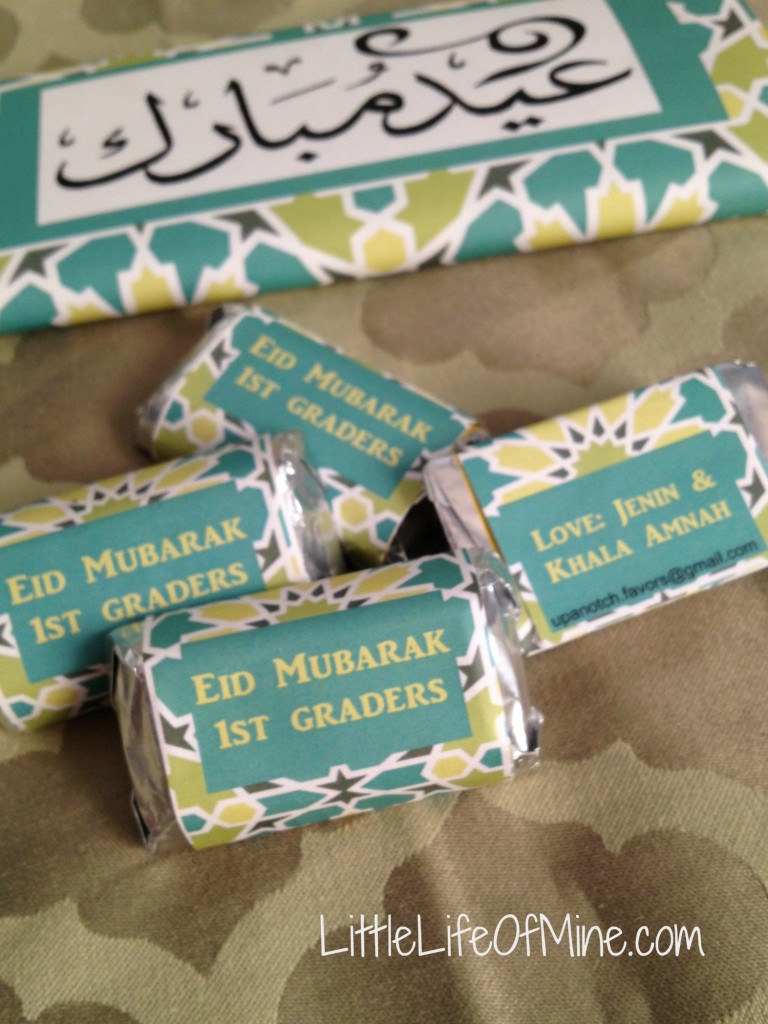 عيد مبارك
Eid Mubarak
1st graders
Eid Mubarak
1st graders
Love: Jenin &
Khala Amnah
upanotch.favors@gmail.com
Eid Mubarak
1st graders
LittleLifeOfMine.com